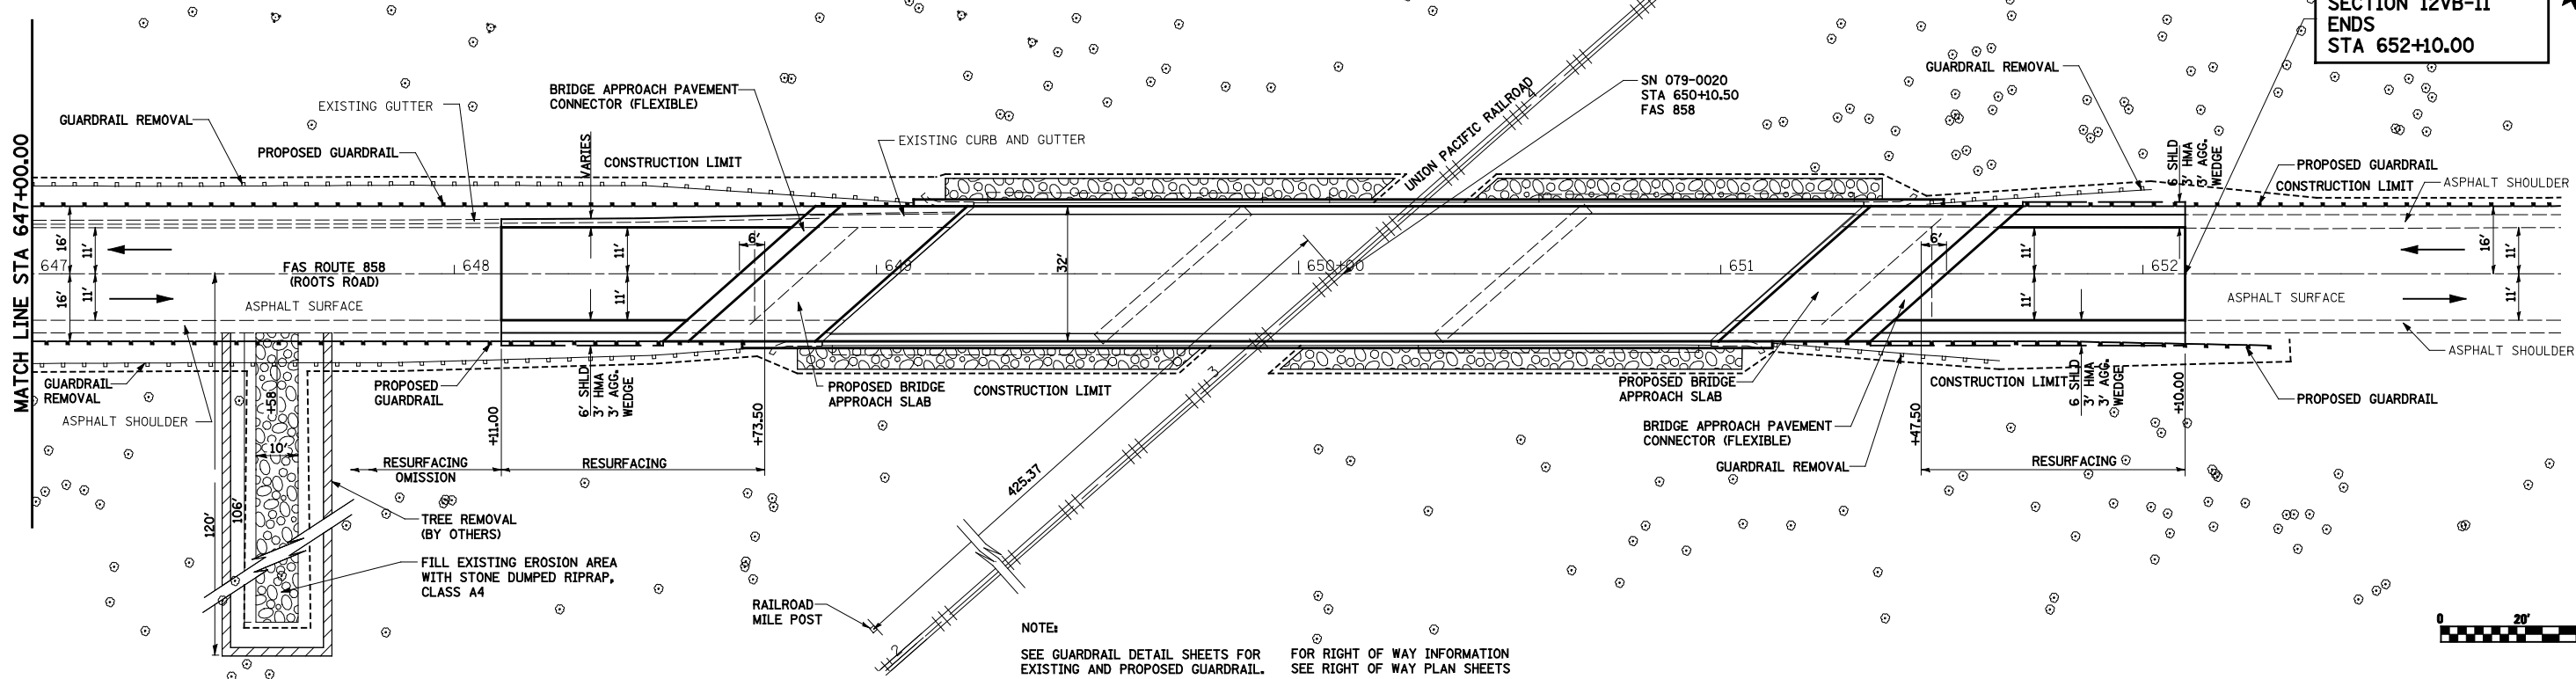 SECTION 12VB-11
ENDS
STA 652+10.00
GUARDRAIL REMOVAL
EXISTING GUTTER
BRIDGE APPROACH PAVEMENT
CONNECTOR (FLEXIBLE)
PROPOSED GUARDRAIL
VARIES
CONSTRUCTION LIMIT
EXISTING CURB AND GUTTER
UNION PACIFIC RAILROAD
4
SN 079-0020
STA 650+10.50
FAS 858
GUARDRAIL REMOVAL
6 SHLD
3' HMA
3' AGG.
WEDGE
PROPOSED GUARDRAIL
CONSTRUCTION LIMIT
ASPHALT SHOULDER
MATCH LINE STA 647+00.00
16'
11'
16'
11'
647
FAS ROUTE 858
(ROOTS ROAD)
ASPHALT SURFACE
648
11'
11'
6'
649
32'
650+00
651
6'
11'
11'
652
ASPHALT SURFACE
16'
11'
11'
ASPHALT SHOULDER
GUARDRAIL
REMOVAL
ASPHALT SHOULDER
+58
10'
PROPOSED
GUARDRAIL
+11.00
6' SHLD
3' HMA
3' AGG.
WEDGE
+73.50
PROPOSED BRIDGE
APPROACH SLAB
CONSTRUCTION LIMIT
3
PROPOSED BRIDGE
APPROACH SLAB
BRIDGE APPROACH PAVEMENT
CONNECTOR (FLEXIBLE)
GUARDRAIL REMOVAL
+47.50
CONSTRUCTION LIMIT
6 SHLD
3' HMA
3' AGG.
WEDGE
+10.00
PROPOSED GUARDRAIL
RESURFACING
OMISSION
RESURFACING
RESURFACING
120'
106'
TREE REMOVAL
(BY OTHERS)
FILL EXISTING EROSION AREA
WITH STONE DUMPED RIPRAP,
CLASS A4
425.37
RAILROAD
MILE POST
2
NOTE:
SEE GUARDRAIL DETAIL SHEETS FOR
EXISTING AND PROPOSED GUARDRAIL.
FOR RIGHT OF WAY INFORMATION
SEE RIGHT OF WAY PLAN SHEETS
0
20'